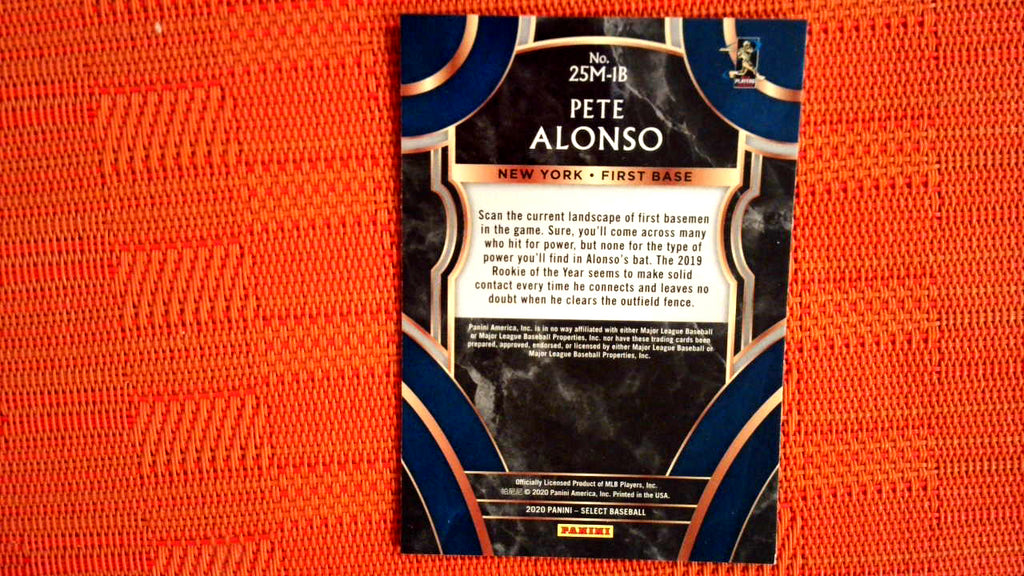 No.
25M-1B
PETE
ALONSO
NEW YORK • FIRST BASE
Scan the current landscape of first basemen
in the game. Sure, you'll come across many
who hit for power, but none for the type of
power you'll find in Alonso's bat. The 2019
Rookie of the Year seems to make solid
contact every time he connects and leaves no
doubt when he clears the outfield fence.
Panini America, Inc. is in no way affiliated with either Major League Baseball
or Major League Baseball Properties, Inc. nor have these trading cards been
prepared, approved, endorsed, or licensed by either Major League Baseball or
Major League Baseball Properties, Inc.
Officially Licensed Product of MLB Players, Inc.
帕尼尼 © 2020 Panini America, Inc. Printed in the USA.
2020 PANINI – SELECT BASEBALL
PANINI
PLAYERS